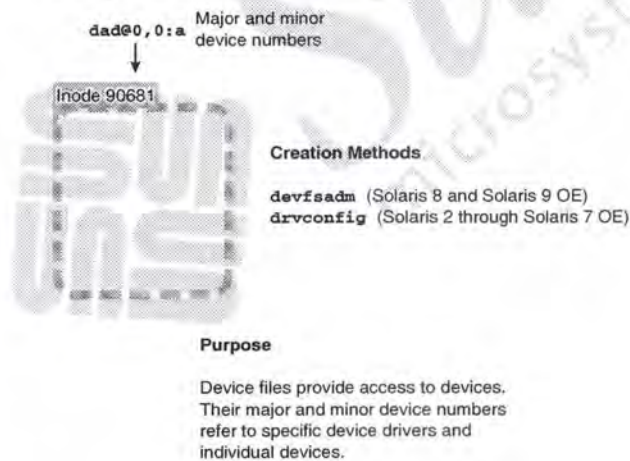 dad@0,0:a
Major and minor
device numbers
Inode 90681
Creation Methods
devfsadm (Solaris 8 and Solaris 9 OE)
drvconfig (Solaris 2 through Solaris 7 OE)
Purpose
Device files provide access to devices.
Their major and minor device numbers
refer to specific device drivers and
individual devices.